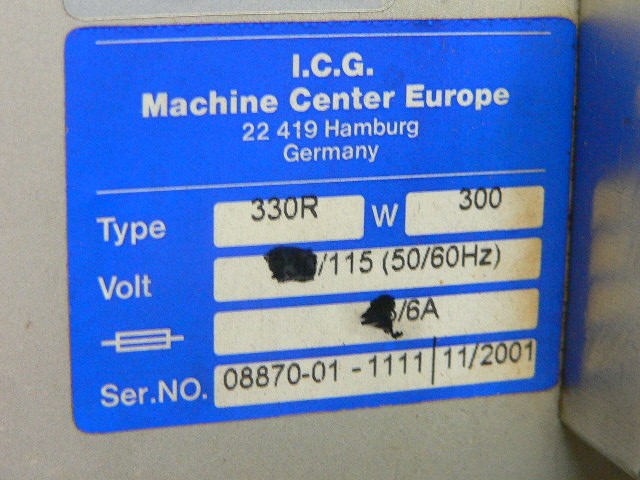 I.C.G.
Machine Center Europe
22 419 Hamburg
Germany
Type 330R W 300
Volt /115 (50/60Hz)
/6A
Ser.NO. 08870-01 - 1111 | 11/2001